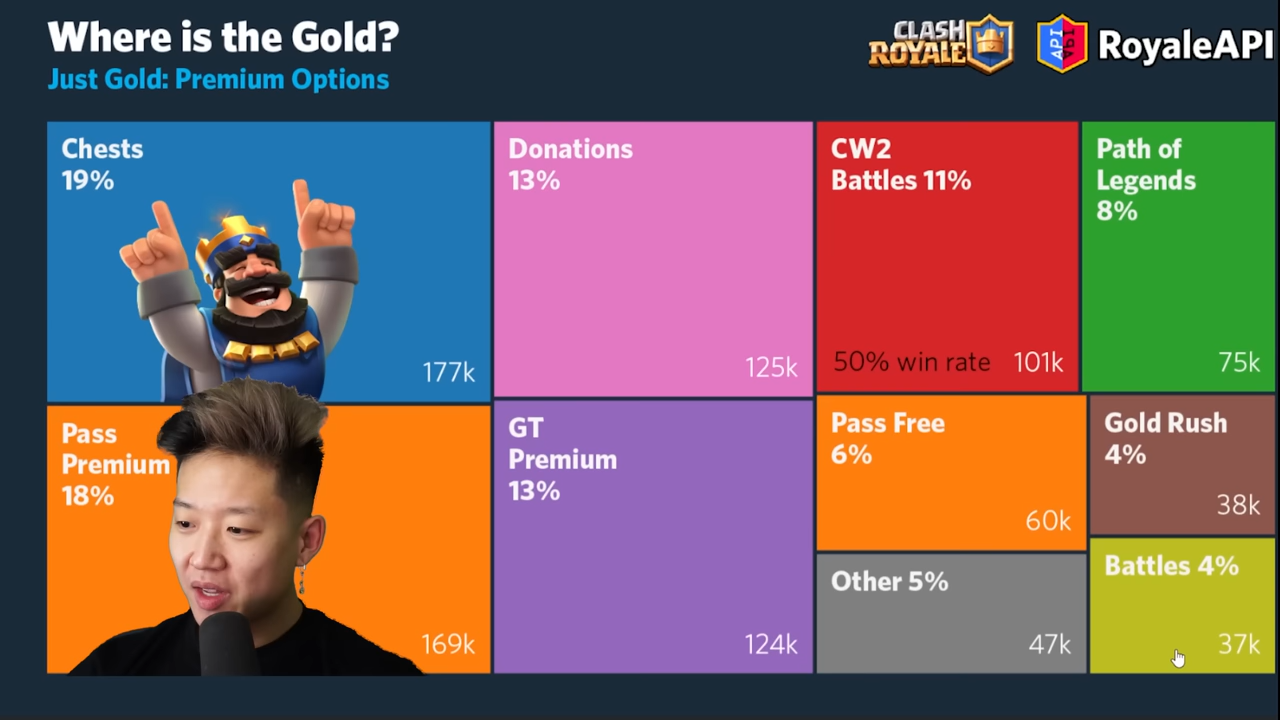 Where is the Gold?
Just Gold: Premium Options
CLASH
ROYALE
API
API
RoyaleAPI
Chests
19%
177k
Donations
13%
125k
CW2
Battles 11%
50% win rate 101k
Path of
Legends
8%
75k
Pass
Premium
18%
169k
GT
Premium
13%
124k
Pass Free
6%
60k
Gold Rush
4%
38k
Other 5%
47k
Battles 4%
37k